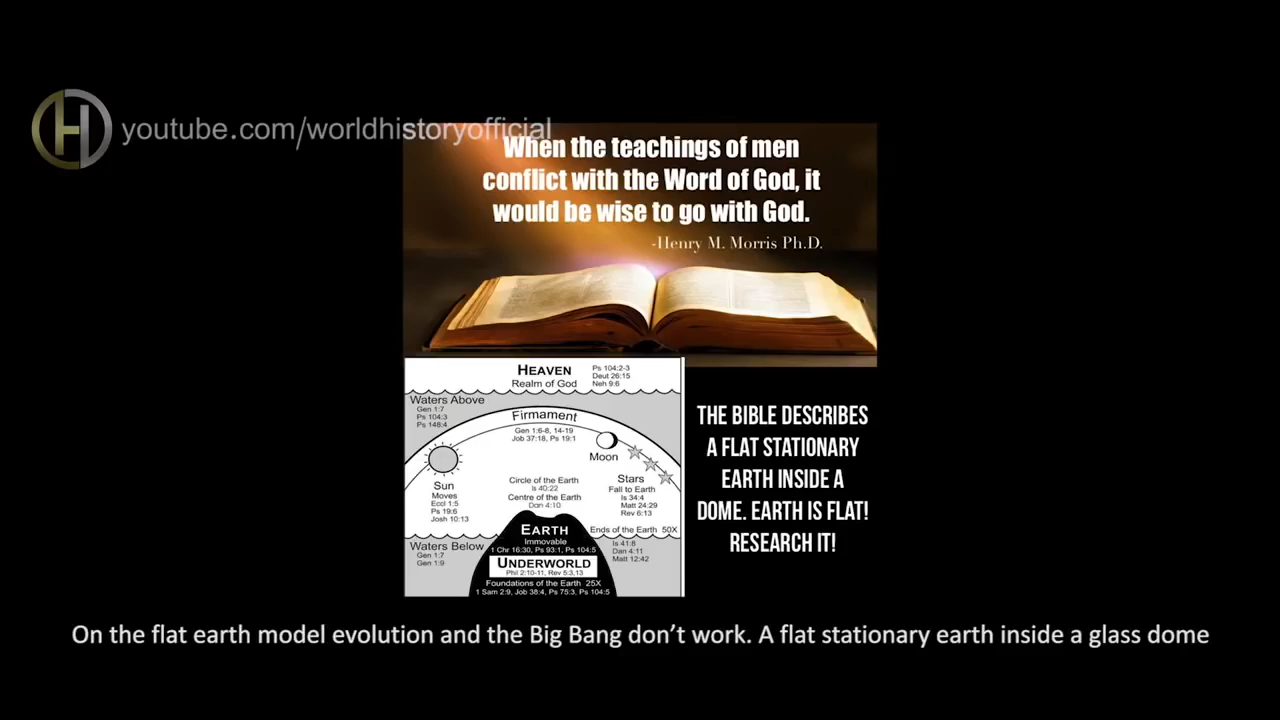 youtube.com/worldhistoryofficial
When the teachings of men
conflict with the Word of God, it
would be wise to go with God.
-Henry M. Morris Ph.D.
HEAVEN
Realm of God
Ps 104:2-3
Deut 26:15
Neh 9:6
Waters Above
Gen 1:7
Ps 104:3
Ps 148:4
Firmament
Gen 1:6-8, 14-19
Job 37:18, Ps 19:1
Moon
Sun
Moves
Eccl 1:5
Ps 19:6
Josh 10:13
Circle of the Earth
Is 40:22
Centre of the Earth
Dan 4:10
Stars
Fall to Earth
Is 34:4
Matt 24:29
Rev 6:13
EARTH
Immovable
1 Chr 16:30, Ps 93:1, Ps 104:5
Ends of the Earth 50X
Is 41:8
Dan 4:11
Matt 12:42
Waters Below
Gen 1:7
Gen 1:9
UNDERWORLD
Phil 2:10-11, Rev 5:3,13
Foundations of the Earth 25X
1 Sam 2:9, Job 38:4, Ps 75:3, Ps 104:5
THE BIBLE DESCRIBES
A FLAT STATIONARY
EARTH INSIDE A
DOME. EARTH IS FLAT!
RESEARCH IT!
On the flat earth model evolution and the Big Bang don't work. A flat stationary earth inside a glass dome